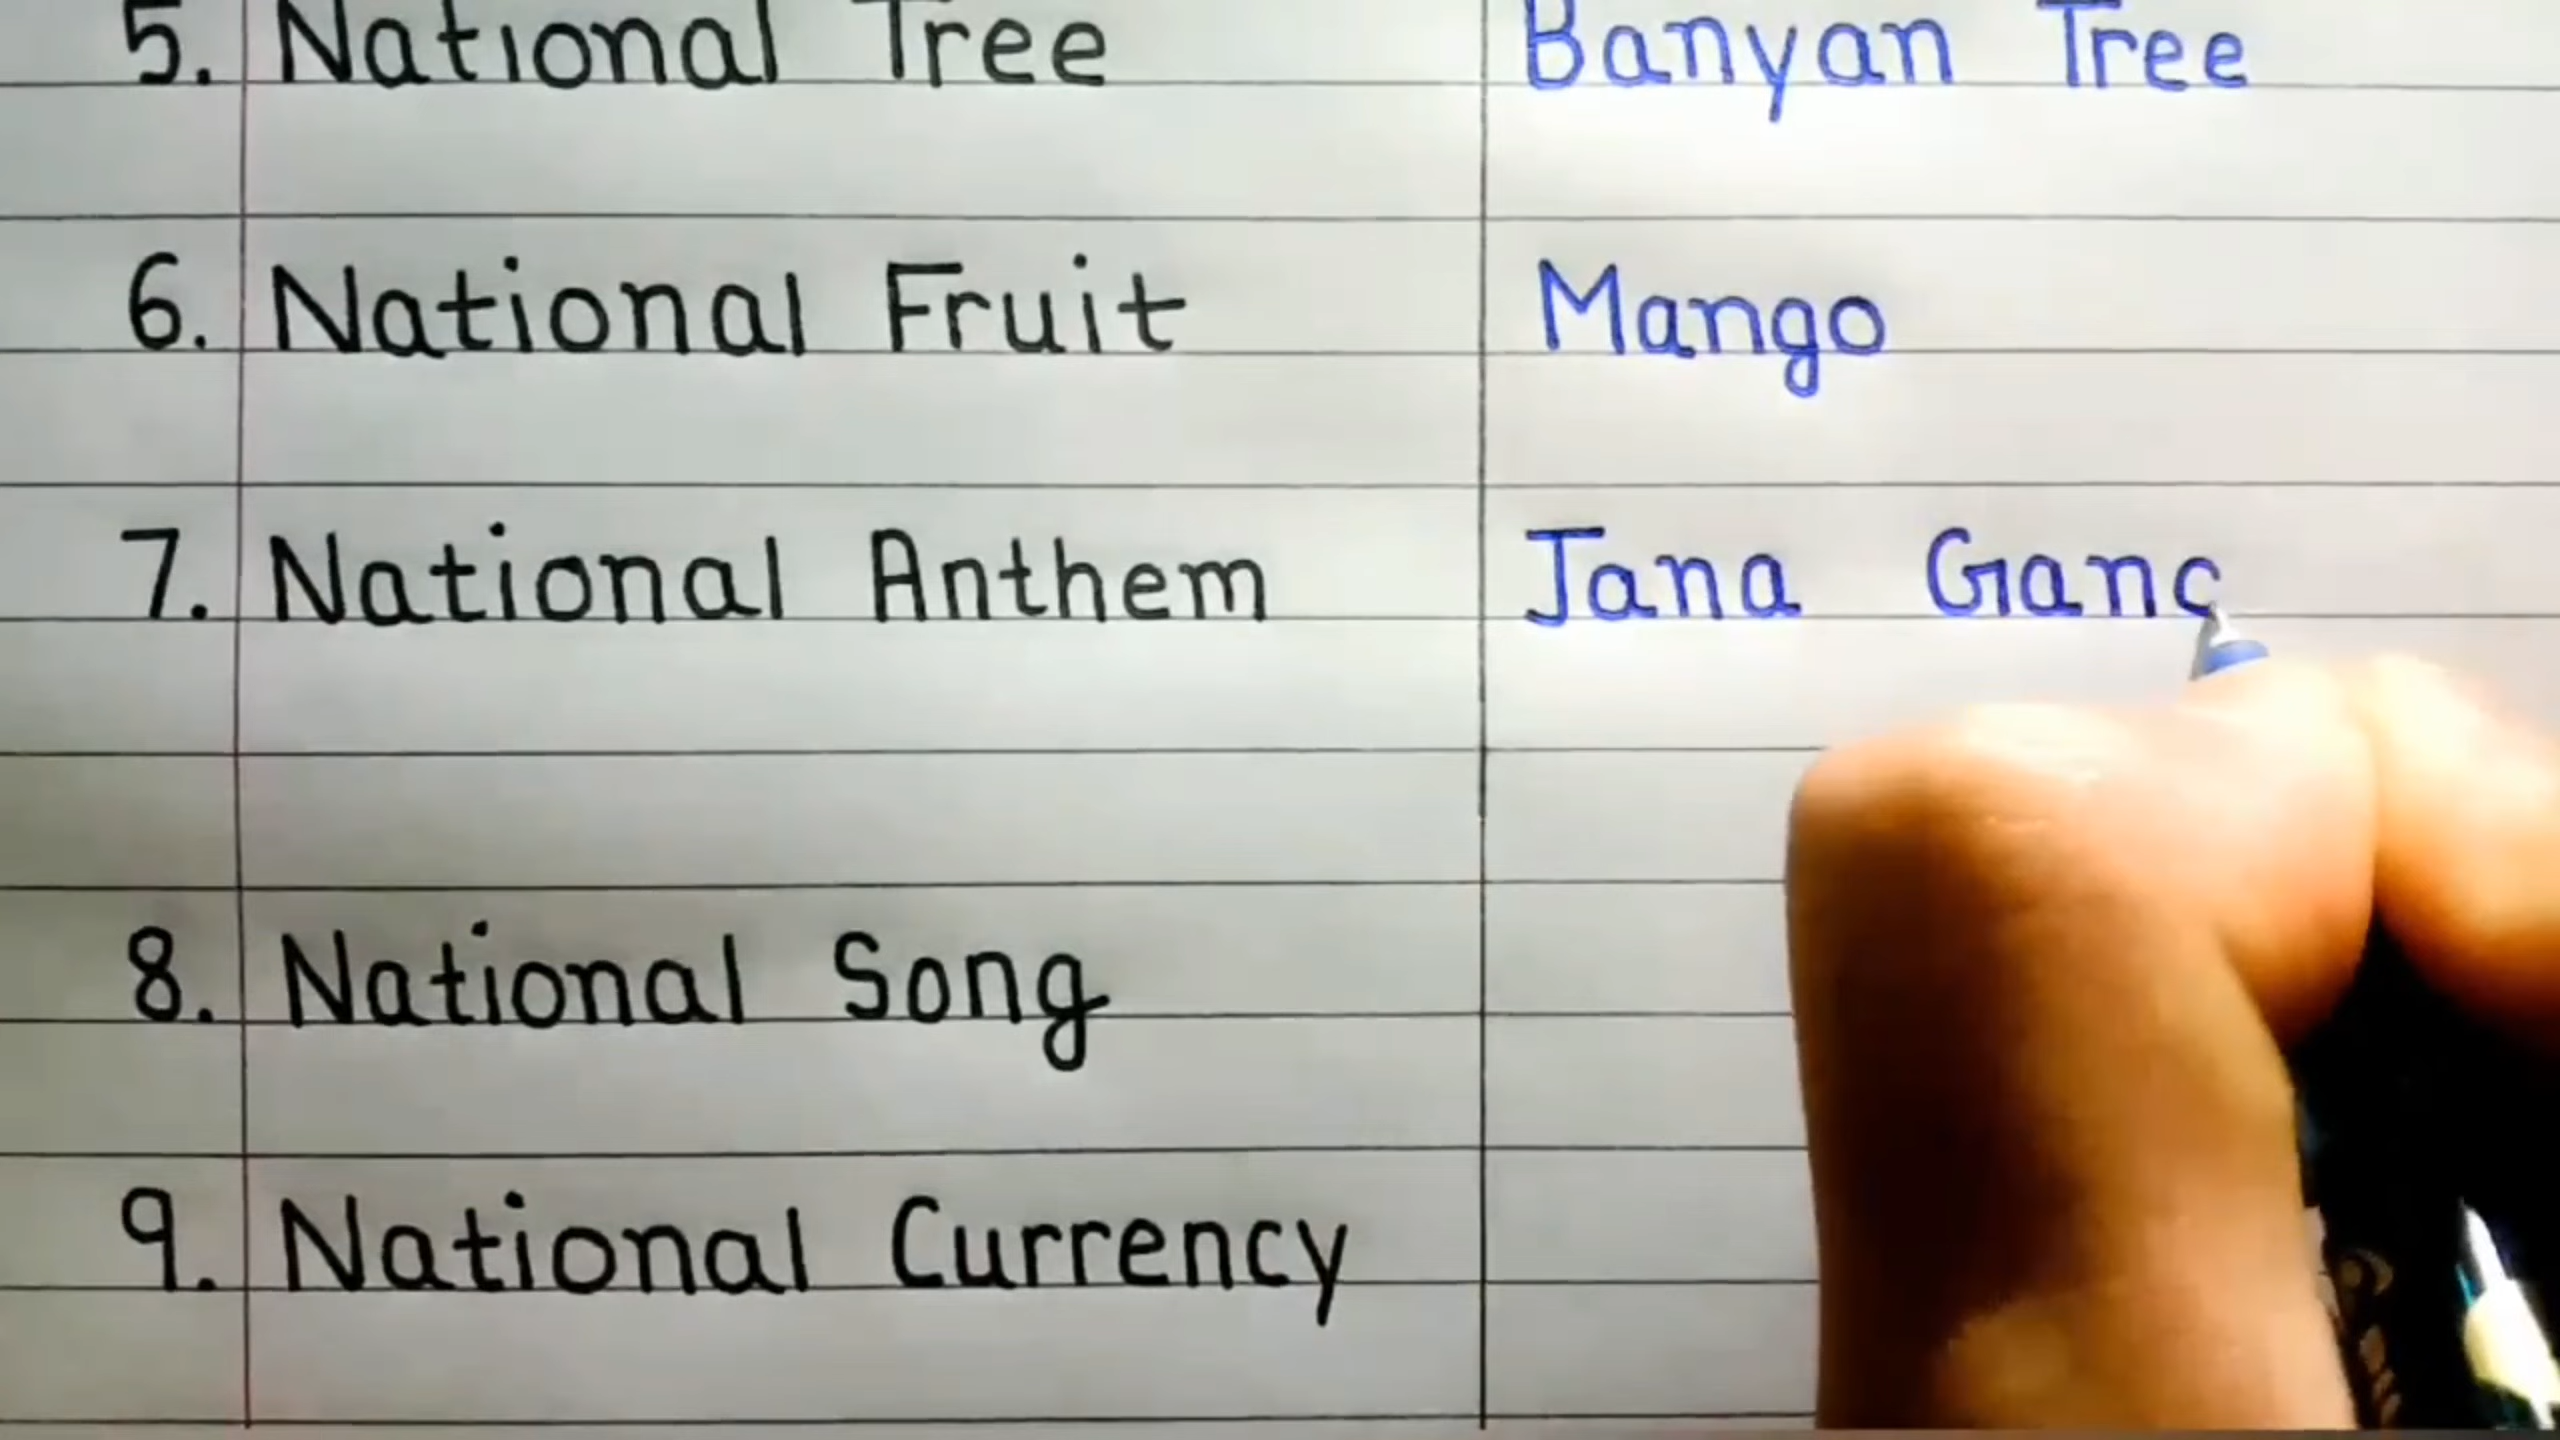 5. National Tree Banyan Tree
6. National Fruit Mango
7. National Anthem Jana Ganc
8. National Song
9. National Currency